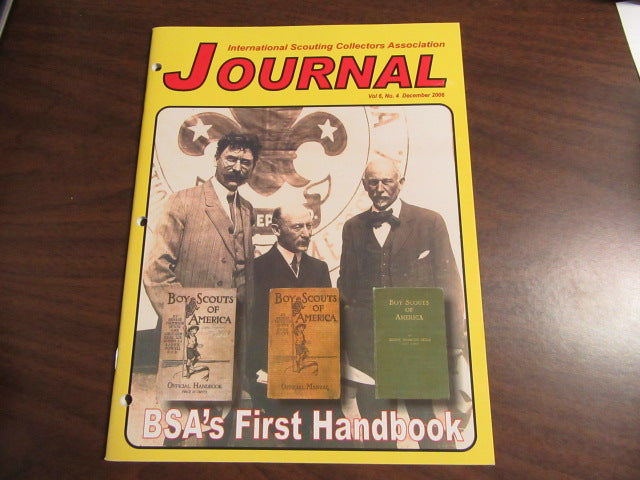 International Scouting Collectors Association
JOURNAL
Vol 6, No. 4 December 2006
BOY SCOUTS
OF
AMERICA
OFFICIAL HANDBOOK
BOY SCOUTS
OF
AMERICA
OFFICIAL MANUAL
BOY SCOUTS
OF
AMERICA
BSA's First Handbook